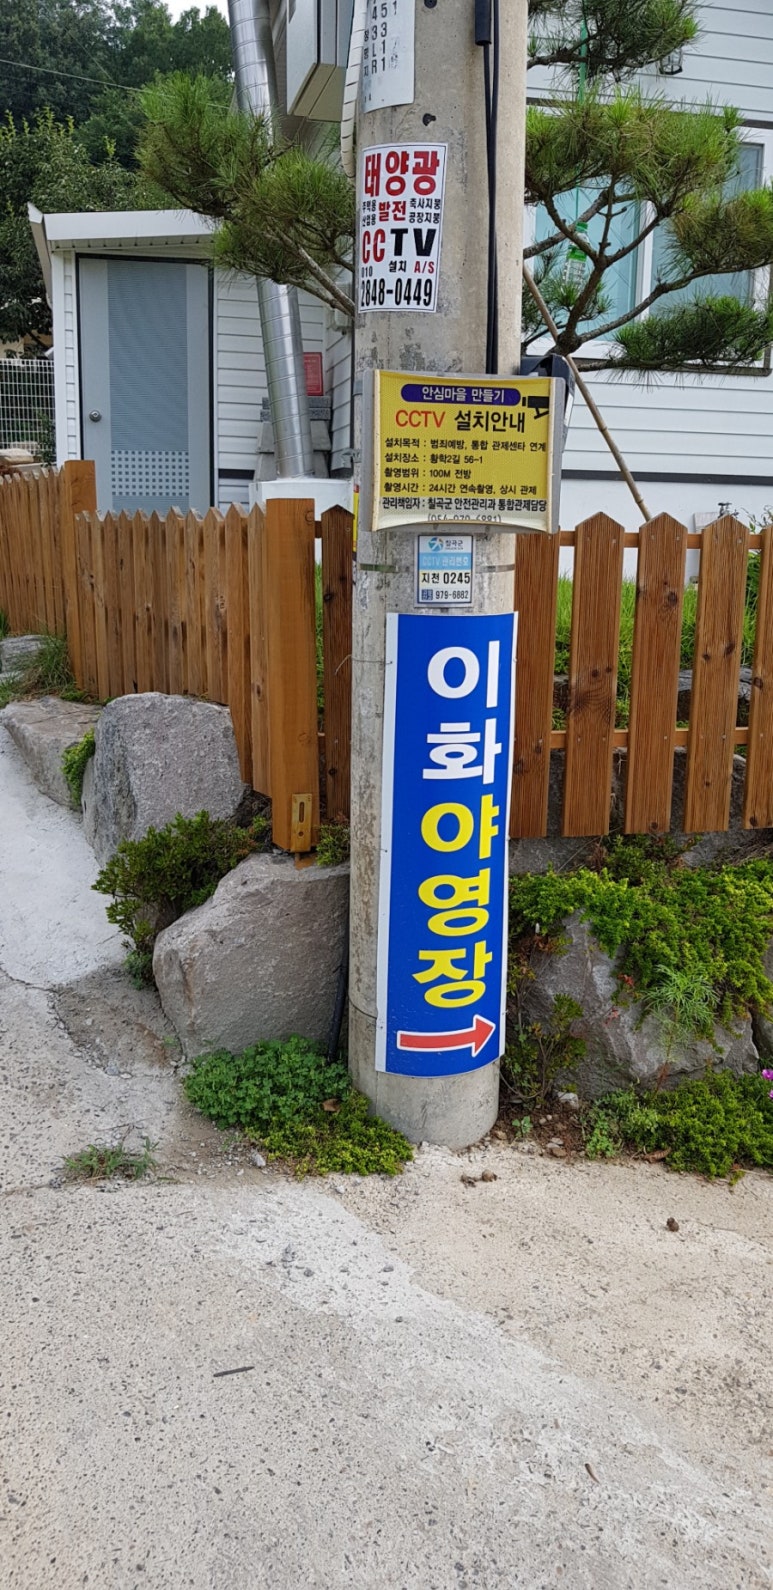 태양광
주택용 발전 축사지붕
산업용 공장지붕
CCTV
010 설치 A/S
2848-0449
안심마을 만들기
CCTV 설치안내
설치목적 : 범죄예방, 통합 관제센타 연계
설치장소 : 황학2길 56-1
촬영범위 : 100M 전방
촬영시간 : 24시간 연속촬영, 상시 관제
관리책임자 : 칠곡군 안전관리과 통합관제담당
(054-979-6881)
칠곡군
CCTV 관리번호
지천 0245
979-6882
이화야영장